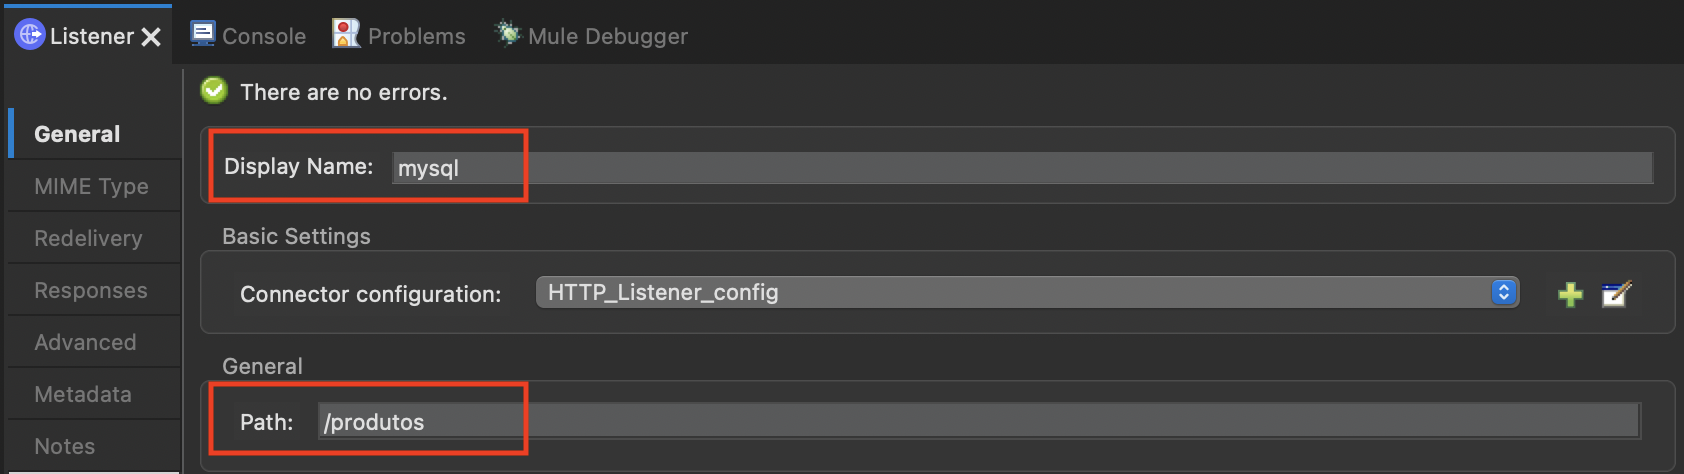 Listener Console Problems Mule Debugger
There are no errors.
General
MIME Type
Redelivery
Responses
Advanced
Metadata
Notes
Display Name: mysql
Basic Settings
Connector configuration: HTTP_Listener_config
General
Path: /produtos